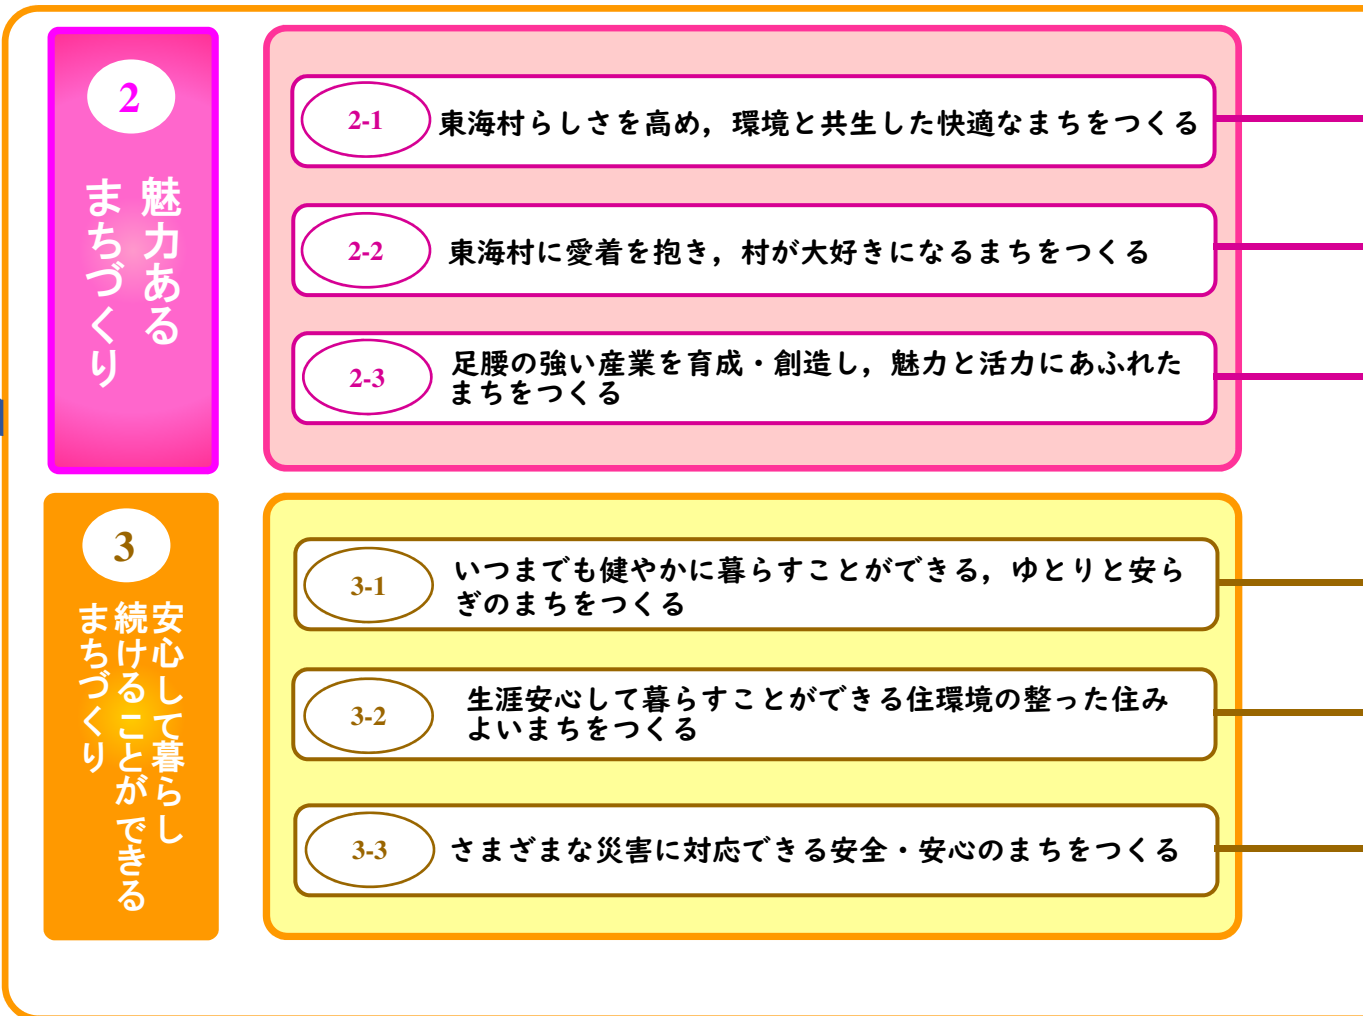 2
魅力ある
まちづくり
2-1
東海村らしさを高め，環境と共生した快適なまちをつくる
2-2
東海村に愛着を抱き，村が大好きになるまちをつくる
2-3
足腰の強い産業を育成・創造し，魅力と活力にあふれた
まちをつくる
3
安心して暮らし
続けることができる
まちづくり
3-1
いつまでも健やかに暮らすことができる，ゆとりと安ら
ぎのまちをつくる
3-2
生涯安心して暮らすことができる住環境の整った住み
よいまちをつくる
3-3
さまざまな災害に対応できる安全・安心のまちをつくる